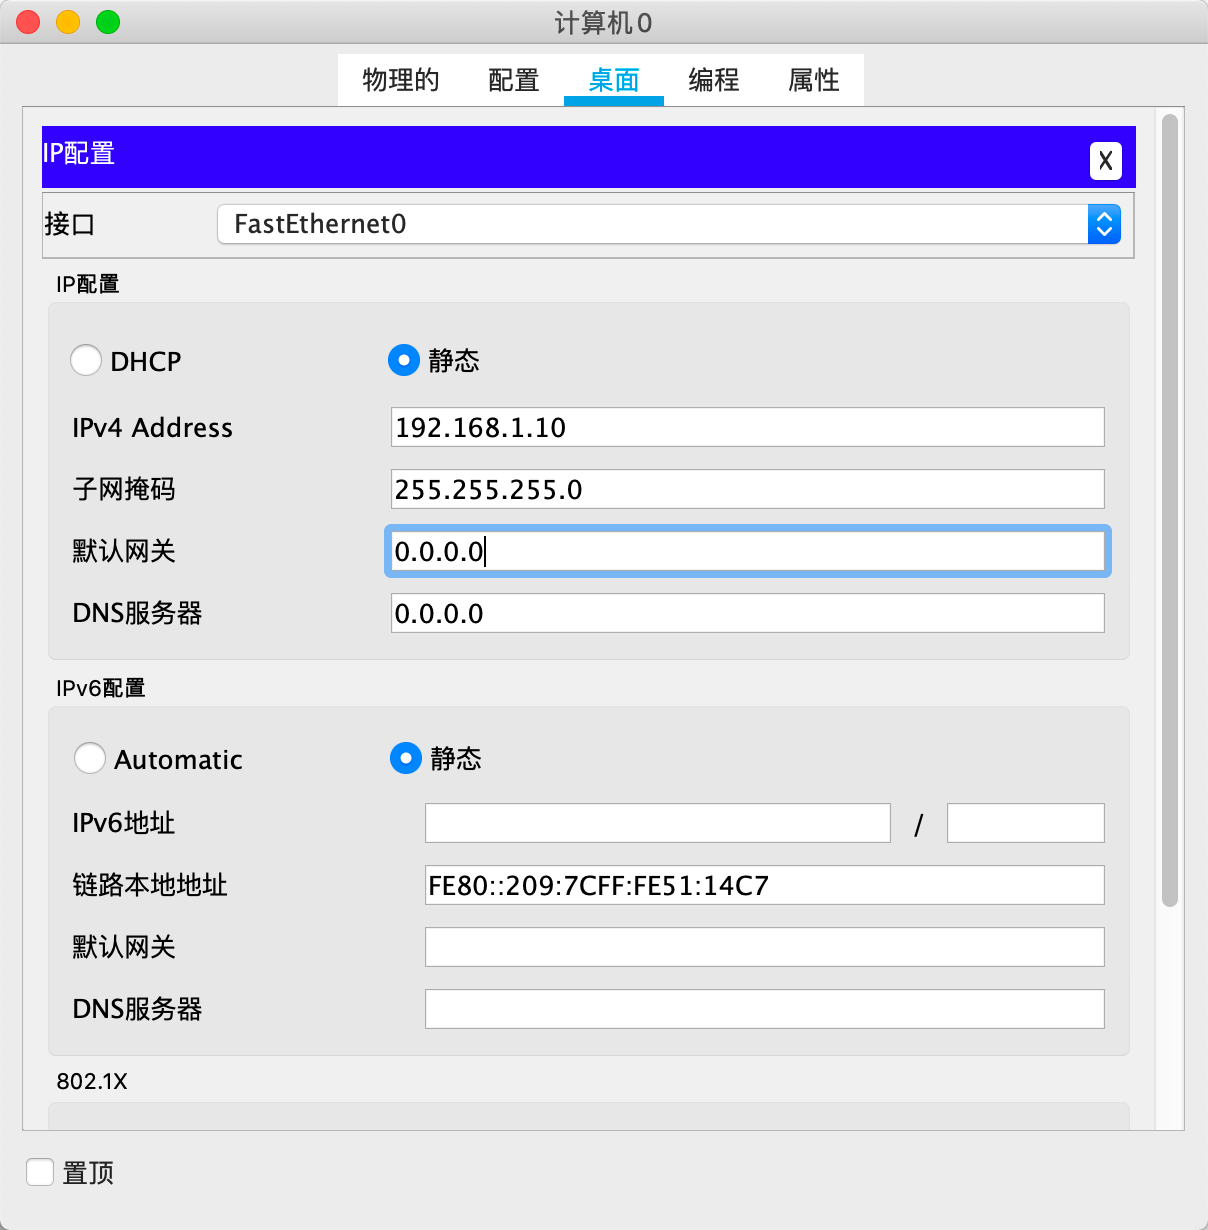 计算机0
物理的 配置 桌面 编程 属性
IP配置 X
接口 FastEthernet0
IP配置
DHCP 静态
IPv4 Address 192.168.1.10
子网掩码 255.255.255.0
默认网关 0.0.0.0
DNS服务器 0.0.0.0
IPv6配置
Automatic 静态
IPv6地址 /
链路本地地址 FE80::209:7CFF:FE51:14C7
默认网关
DNS服务器
802.1X
置顶